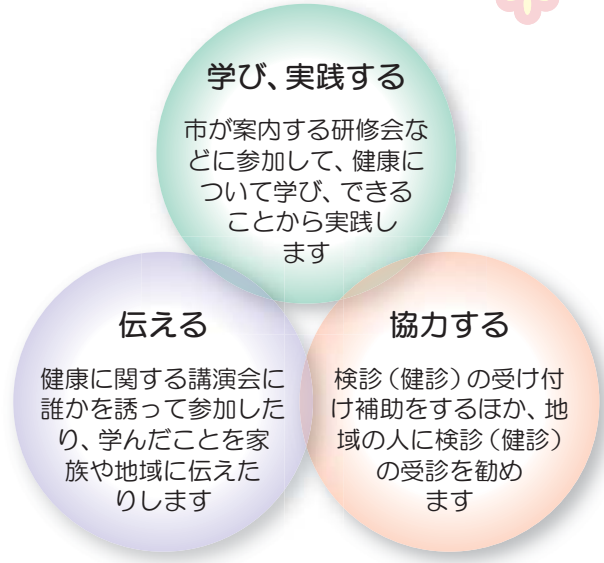 学び、実践する
市が案内する研修会な
どに参加して、健康に
ついて学び、できる
ことから実践し
ます
伝える
健康に関する講演会に
誰かを誘って参加した
り、学んだことを家
族や地域に伝えた
りします
協力する
検診（健診）の受け付
け補助をするほか、地
域の人に検診（健診）
の受診を勧め
ます